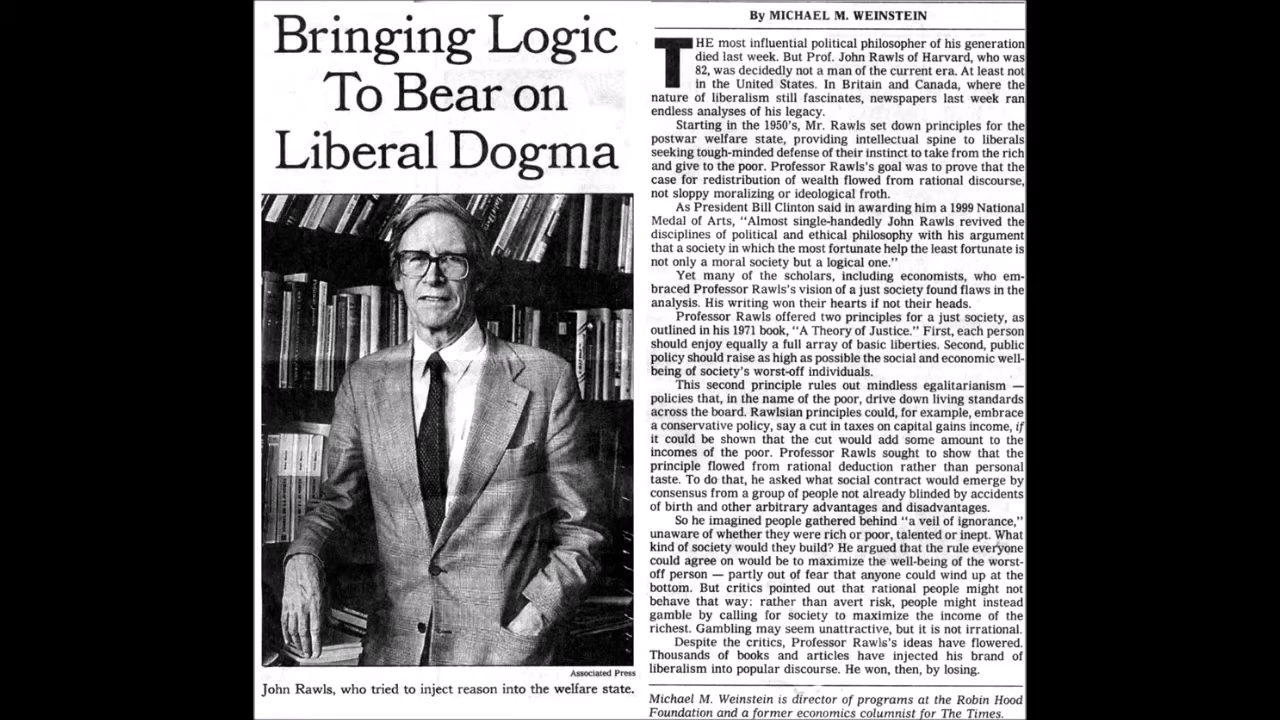 Bringing Logic
To Bear on
Liberal Dogma
Associated Press
John Rawls, who tried to inject reason into the welfare state.
By MICHAEL M. WEINSTEIN
THE most influential political philosopher of his generation
died last week. But Prof. John Rawls of Harvard, who was
82, was decidedly not a man of the current era. At least not
in the United States. In Britain and Canada, where the
nature of liberalism still fascinates, newspapers last week ran
endless analyses of his legacy.
Starting in the 1950's, Mr. Rawls set down principles for the
postwar welfare state, providing intellectual spine to liberals
seeking tough-minded defense of their instinct to take from the rich
and give to the poor. Professor Rawls's goal was to prove that the
case for redistribution of wealth flowed from rational discourse,
not sloppy moralizing or ideological froth.
As President Bill Clinton said in awarding him a 1999 National
Medal of Arts, "Almost single-handedly John Rawls revived the
disciplines of political and ethical philosophy with his argument
that a society in which the most fortunate help the least fortunate is
not only a moral society but a logical one."
Yet many of the scholars, including economists, who em-
braced Professor Rawls's vision of a just society found flaws in the
analysis. His writing won their hearts if not their heads.
Professor Rawls offered two principles for a just society, as
outlined in his 1971 book, "A Theory of Justice." First, each person
should enjoy equally a full array of basic liberties. Second, public
policy should raise as high as possible the social and economic well-
being of society's worst-off individuals.
This second principle rules out mindless egalitarianism —
policies that, in the name of the poor, drive down living standards
across the board. Rawlsian principles could, for example, embrace
a conservative policy, say a cut in taxes on capital gains income, if
it could be shown that the cut would add some amount to the
incomes of the poor. Professor Rawls sought to show that the
principle flowed from rational deduction rather than personal
taste. To do that, he asked what social contract would emerge by
consensus from a group of people not already blinded by accidents
of birth and other arbitrary advantages and disadvantages.
So he imagined people gathered behind "a veil of ignorance,"
unaware of whether they were rich or poor, talented or inept. What
kind of society would they build? He argued that the rule everyone
could agree on would be to maximize the well-being of the worst-
off person — partly out of fear that anyone could wind up at the
bottom. But critics pointed out that rational people might not
behave that way: rather than avert risk, people might instead
gamble by calling for society to maximize the income of the
richest. Gambling may seem unattractive, but it is not irrational.
Despite the critics, Professor Rawls's ideas have flowered.
Thousands of books and articles have injected his brand of
liberalism into popular discourse. He won, then, by losing.
Michael M. Weinstein is director of programs at the Robin Hood
Foundation and a former economics columnist for The Times.